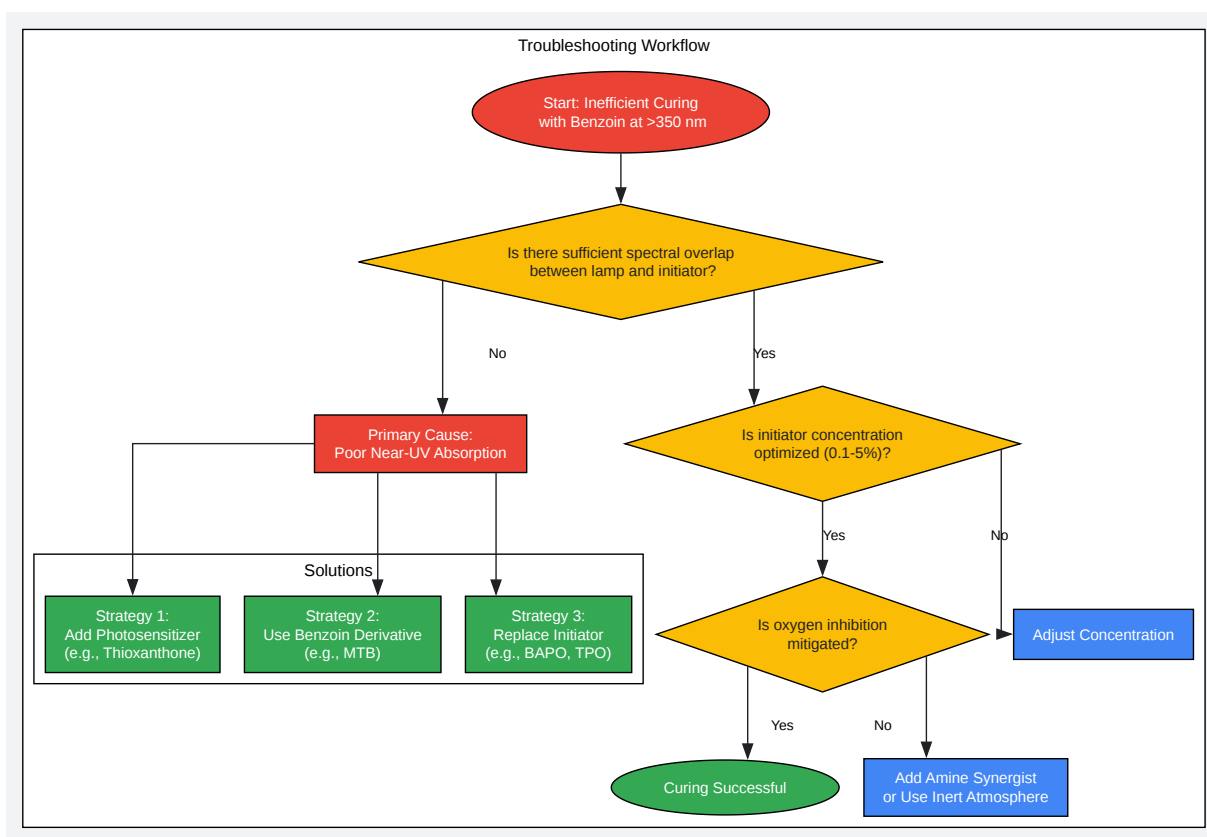 Troubleshooting Workflow
Start: Inefficient Curing
with Benzoin at >350 nm
Is there sufficient spectral overlap
between lamp and initiator?
No
Yes
Primary Cause:
Poor Near-UV Absorption
Is initiator concentration
optimized (0.1-5%)?
Yes
No
Solutions
Strategy 1:
Add Photosensitizer
(e.g., Thioxanthone)
Strategy 2:
Use Benzoin Derivative
(e.g., MTB)
Strategy 3:
Replace Initiator
(e.g., BAPO, TPO)
Is oxygen inhibition
mitigated?
Adjust Concentration
Yes
No
Curing Successful
Add Amine Synergist
or Use Inert Atmosphere